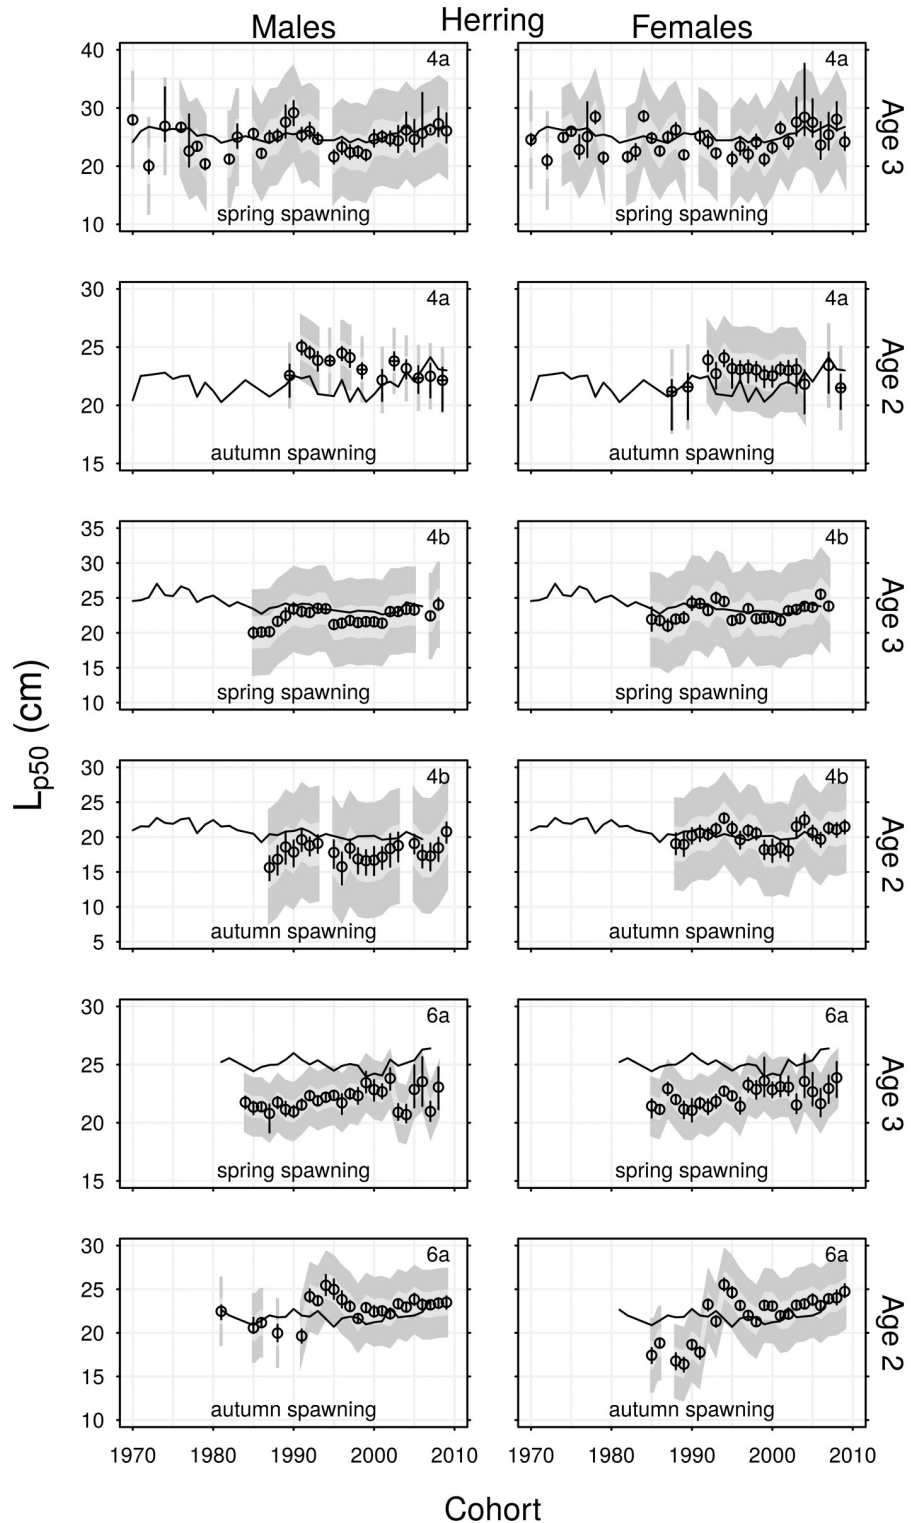 Herring
Males Females
40
30
20
10
4a
spring spawning
4a
spring spawning
Age 3
30
25
20
15
4a
autumn spawning
4a
autumn spawning
Age 2
35
30
25
20
15
10
4b
spring spawning
4b
spring spawning
Age 3
30
25
20
15
10
5
4b
autumn spawning
4b
autumn spawning
Age 2
30
25
20
15
6a
spring spawning
6a
spring spawning
Age 3
30
25
20
15
10
6a
autumn spawning
6a
autumn spawning
Age 2
Lp50 (cm)
1970 1980 1990 2000 2010 1970 1980 1990 2000 2010
Cohort